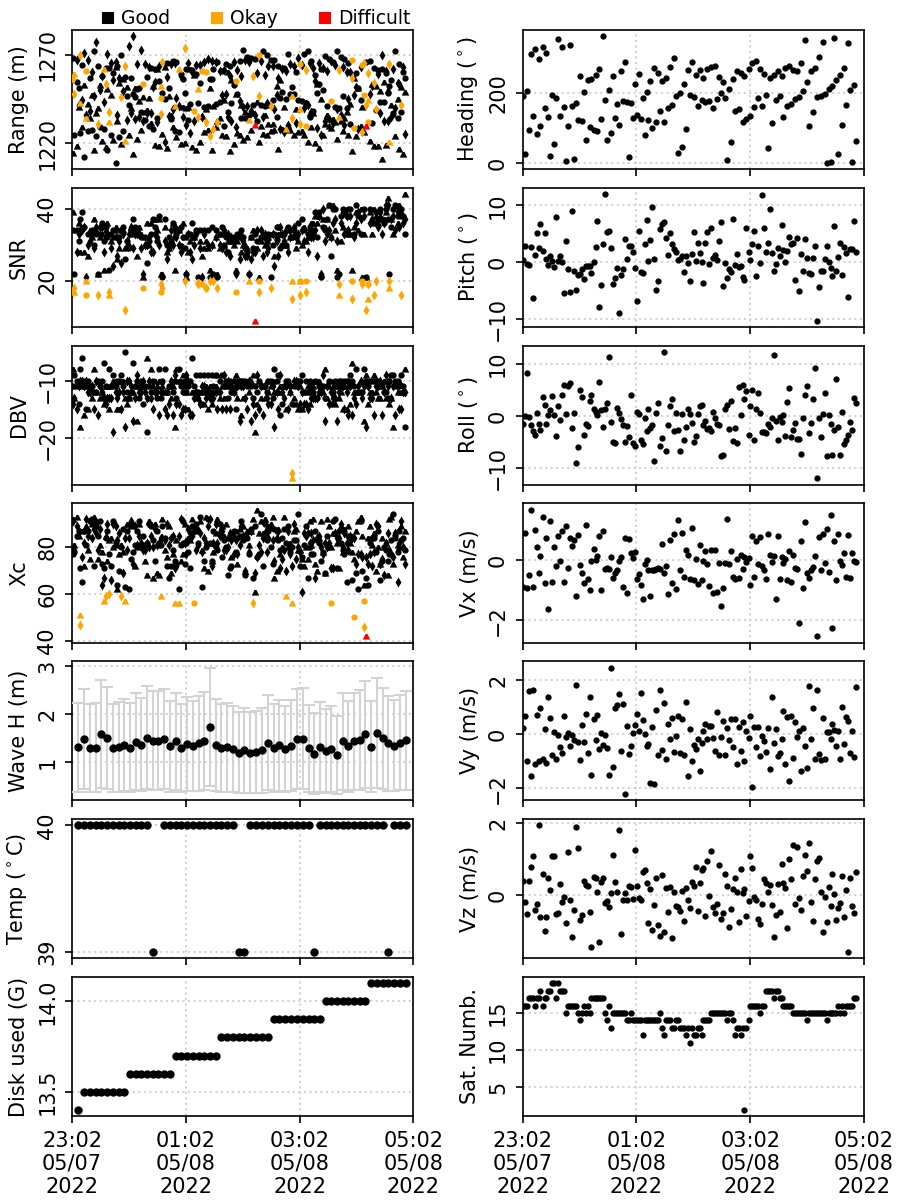 Good Okay Difficult
Range (m)
1270
1220
Heading (°)
200
0
SNR
40
20
Pitch (°)
10
0
−10
DBV
−10
−20
Roll (°)
10
0
−10
Xc
80
60
40
Vx (m/s)
0
−2
Wave H (m)
3
2
1
Vy (m/s)
2
0
−2
Temp (°C)
40
39
Vz (m/s)
2
0
Disk used (G)
14.0
13.5
Sat. Numb.
15
10
5
23:02 01:02 03:02 05:02
05/07 05/08 05/08 05/08
2022 2022 2022 2022
23:02 01:02 03:02 05:02
05/07 05/08 05/08 05/08
2022 2022 2022 2022